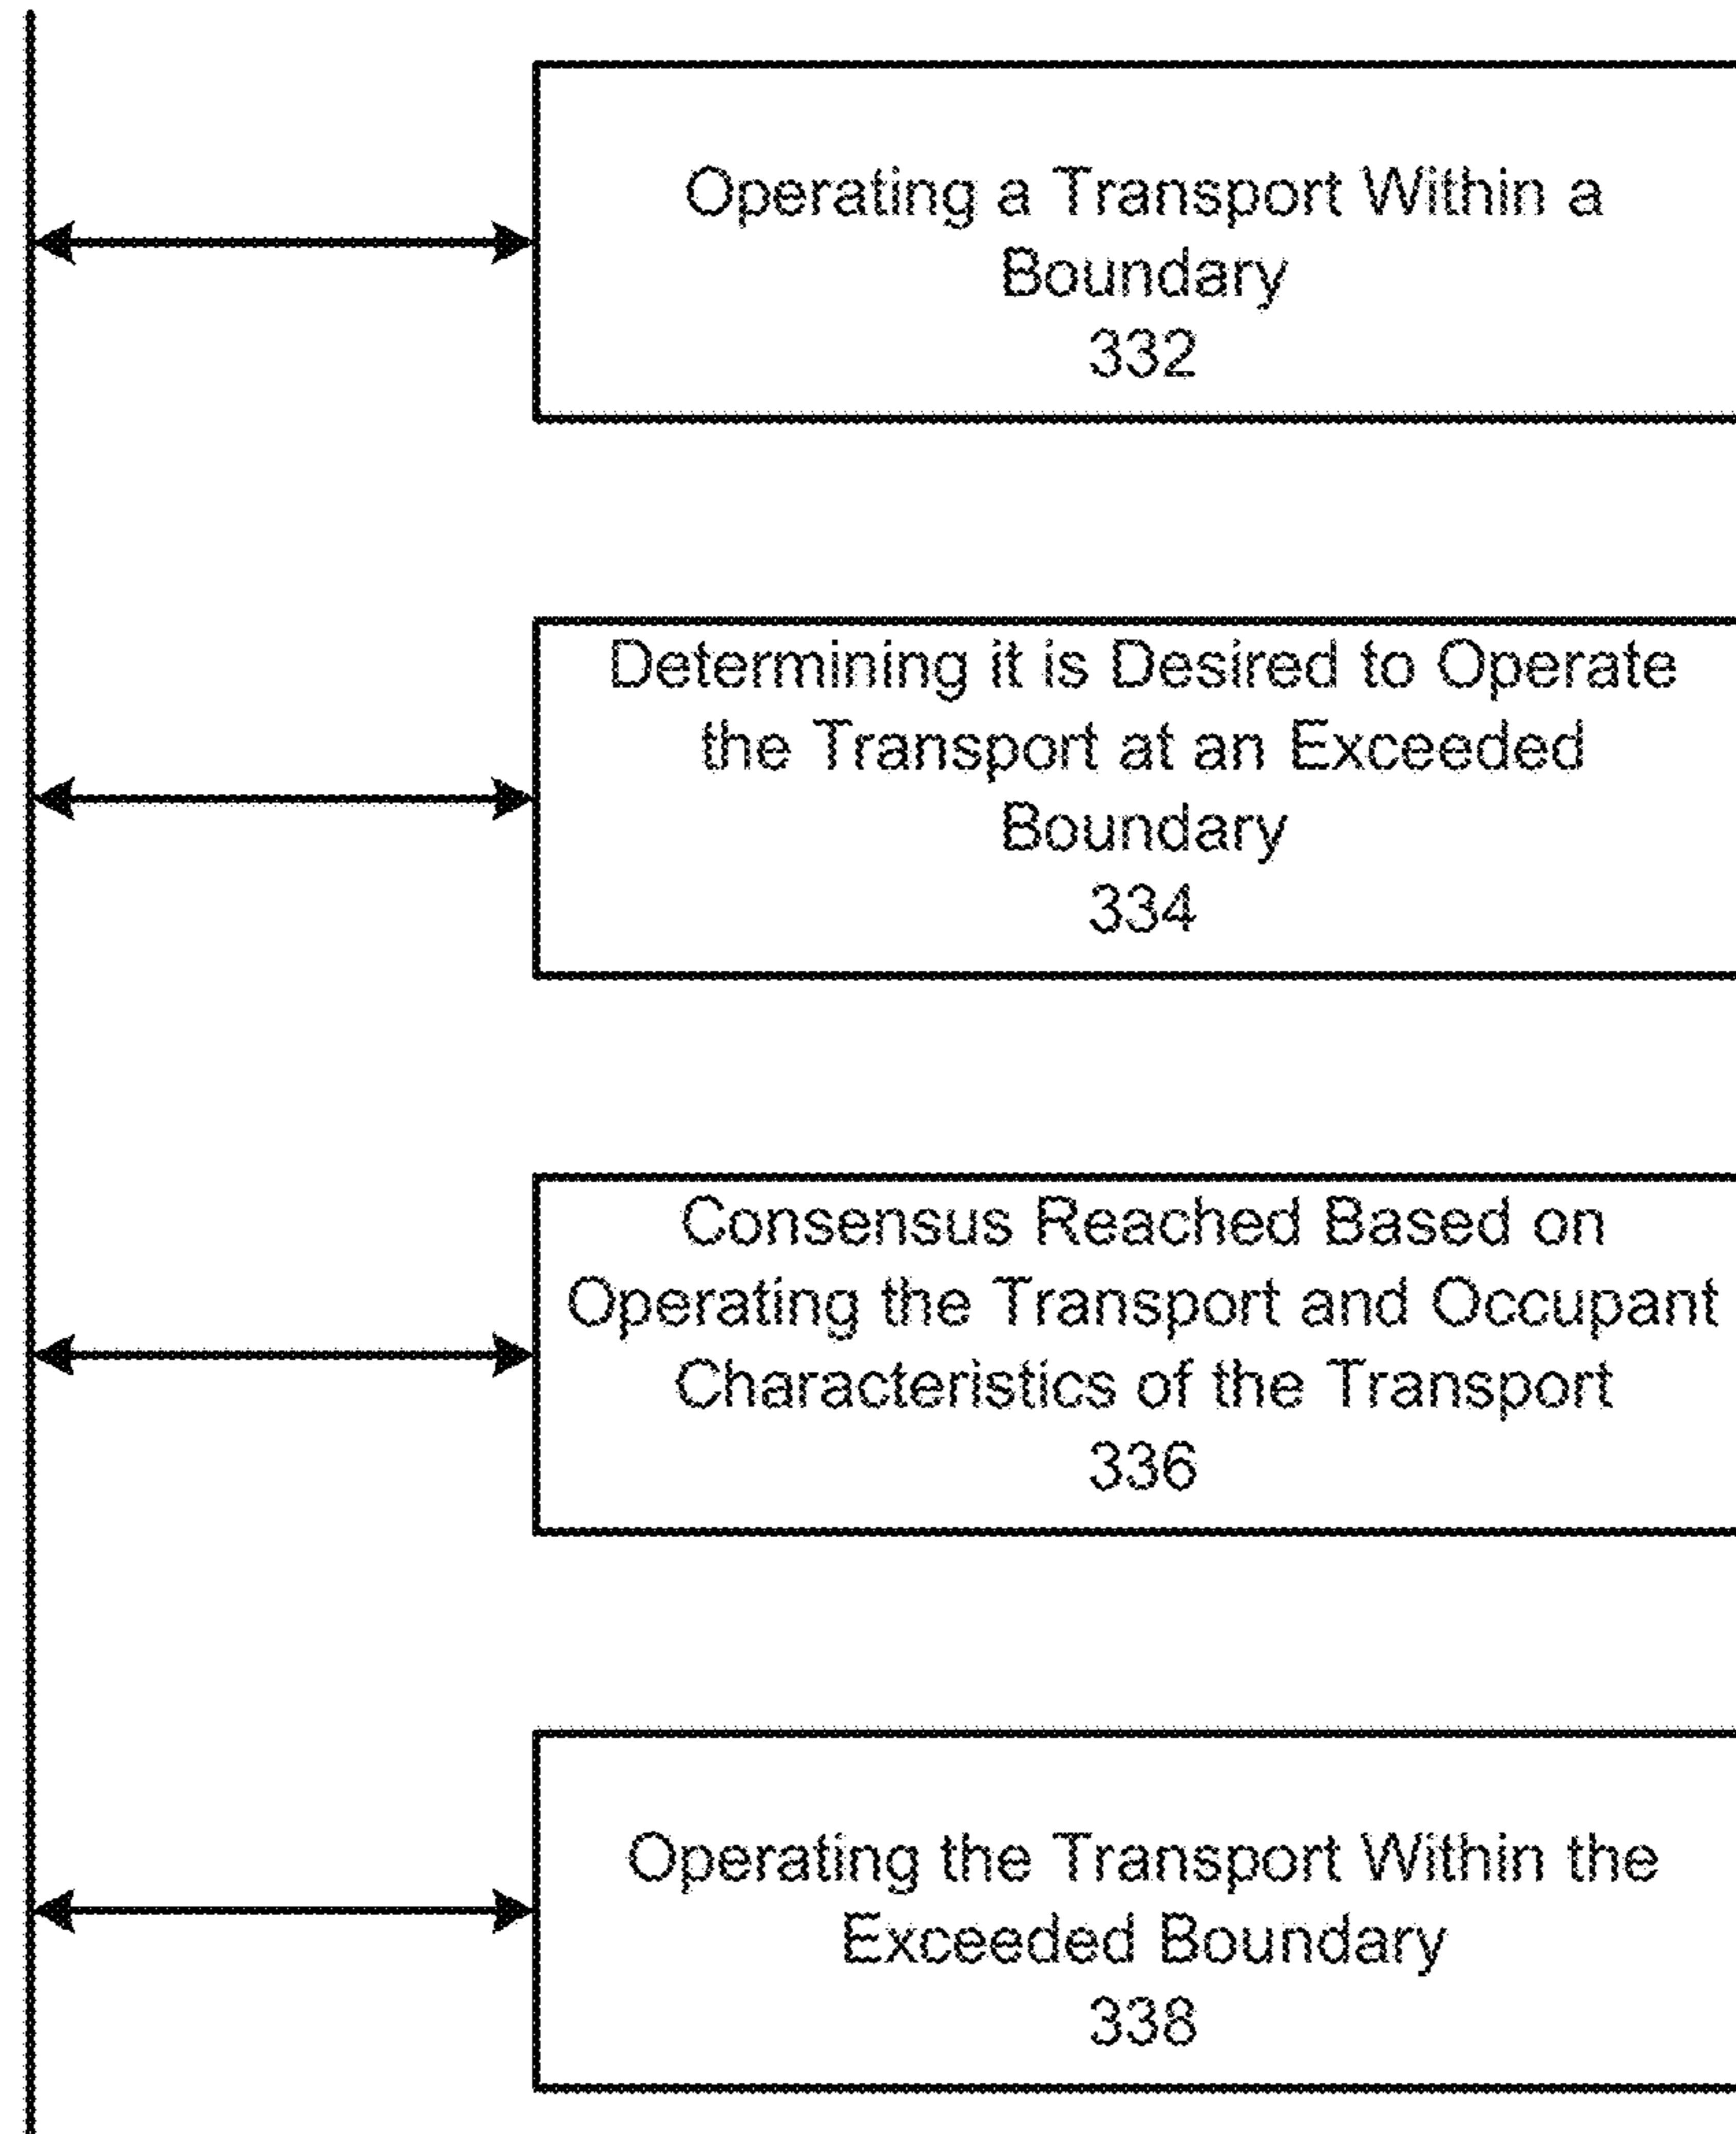 Operating a Transport Within a
Boundary
332
Determining it is Desired to Operate
the Transport at an Exceeded
Boundary
334
Consensus Reached Based on
Operating the Transport and Occupant
Characteristics of the Transport
336
Operating the Transport Within the
Exceeded Boundary
338